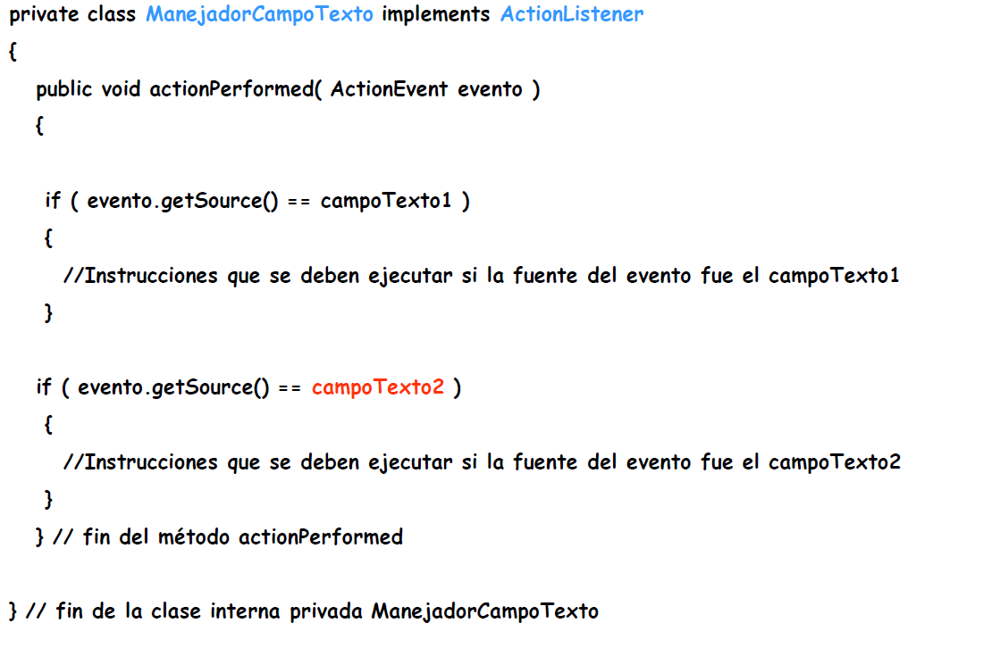 private class ManejadorCampoTexto implements ActionListener
{
public void actionPerformed( ActionEvent evento )
{
if ( evento.getSource() == campoTexto1 )
{
//Instrucciones que se deben ejecutar si la fuente del evento fue el campoTexto1
}
if ( evento.getSource() == campoTexto2 )
{
//Instrucciones que se deben ejecutar si la fuente del evento fue el campoTexto2
}
} // fin del método actionPerformed
} // fin de la clase interna privada ManejadorCampoTexto